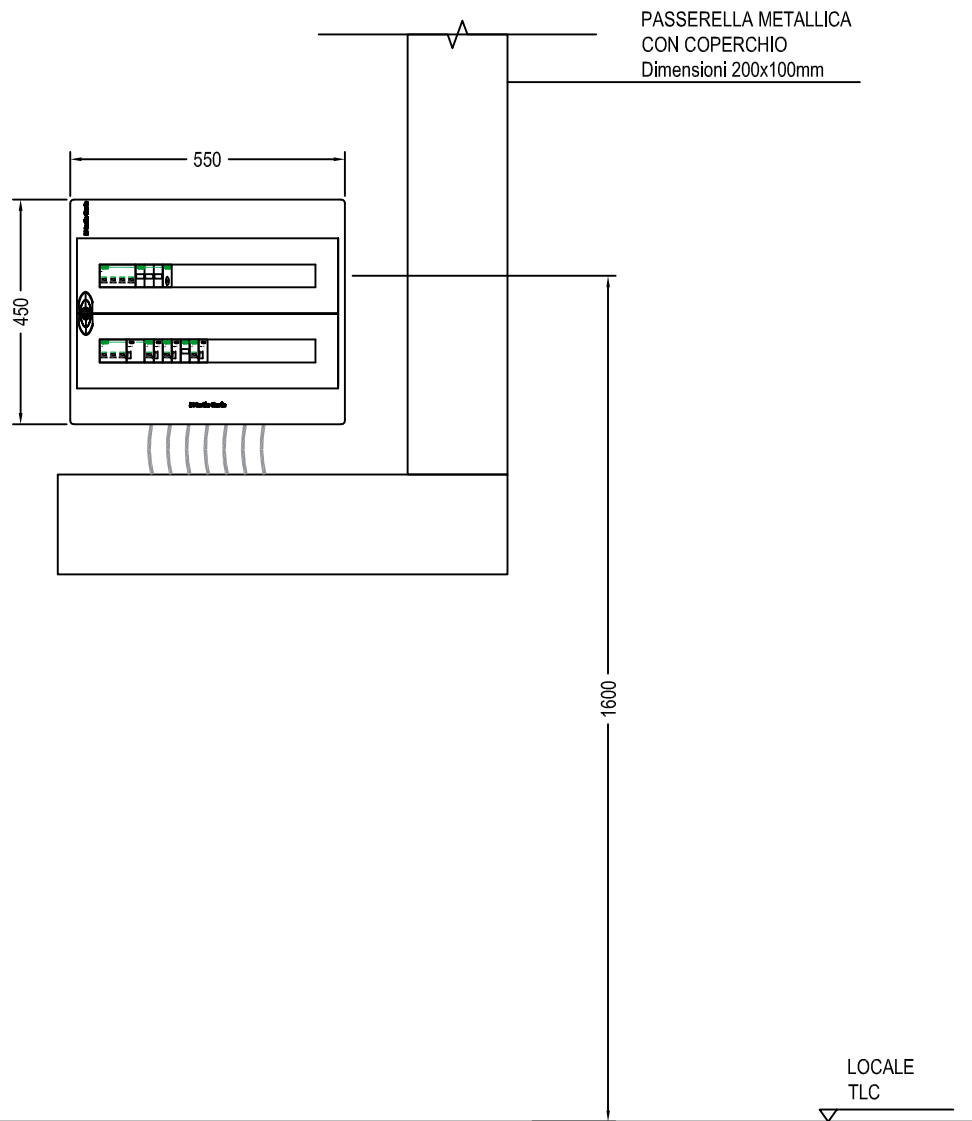 PASSERELLA METALLICA
CON COPERCHIO
Dimensioni 200x100mm
550
450
1600
LOCALE
TLC